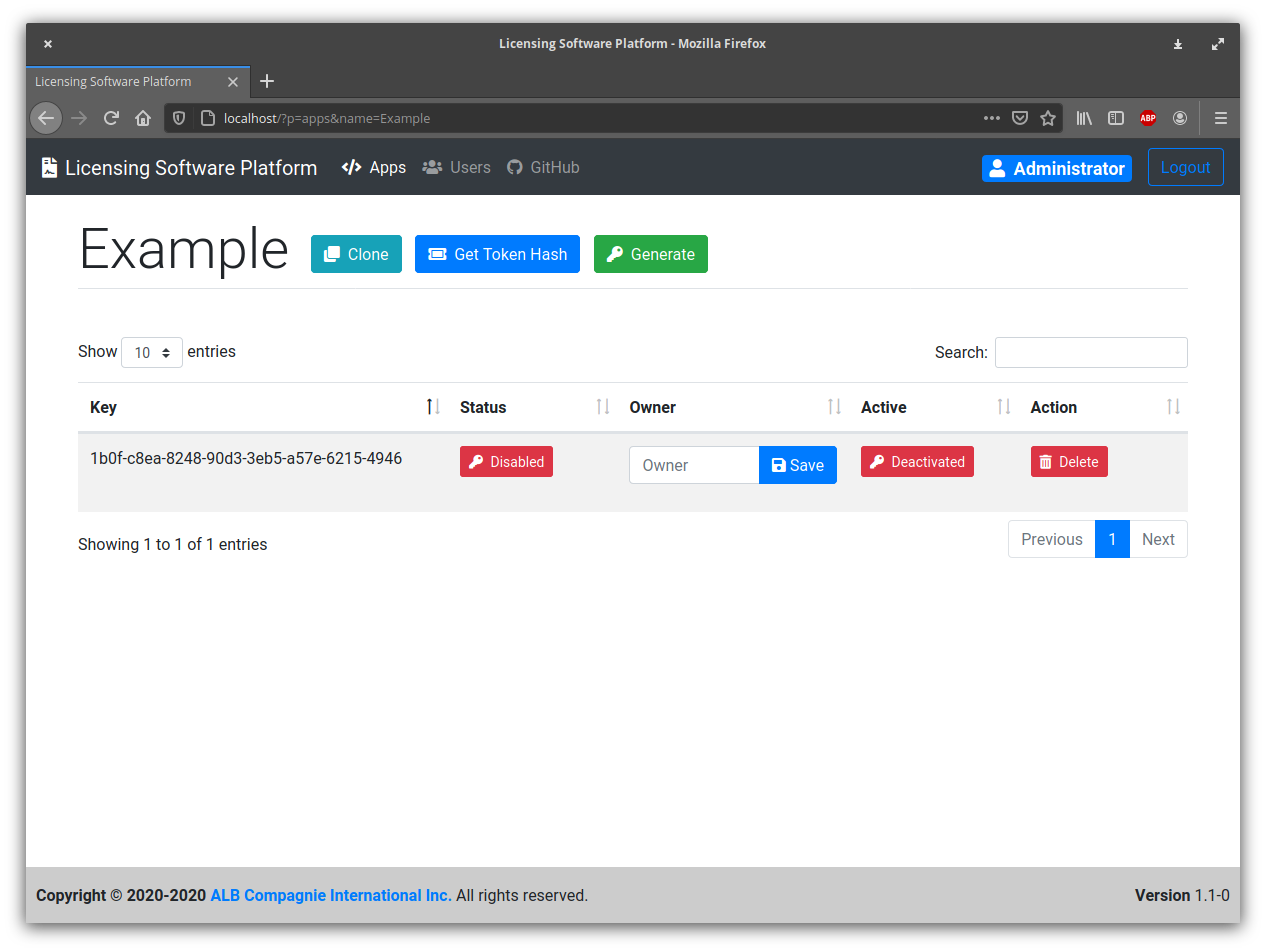 Licensing Software Platform - Mozilla Firefox
Licensing Software Platform
localhost/?p=apps&name=Example
ABP
Licensing Software Platform Apps Users GitHub Administrator Logout
Example Clone Get Token Hash Generate
Show 10 entries Search:
Key Status Owner Active Action
1b0f-c8ea-8248-90d3-3eb5-a57e-6215-4946 Disabled Owner Save Deactivated Delete
Showing 1 to 1 of 1 entries Previous 1 Next
Copyright © 2020-2020 ALB Compagnie International Inc. All rights reserved. Version 1.1-0